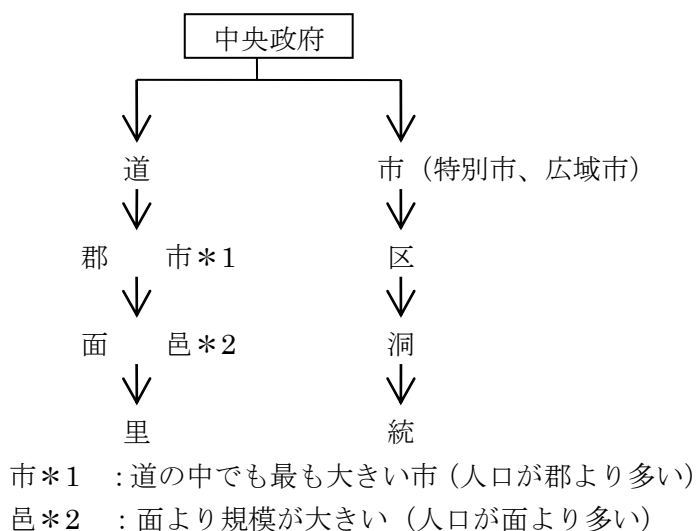 中央政府
道 市（特別市、広域市）
郡 市＊1 区
面 邑＊2 洞
里 統
市＊1 ：道の中でも最も大きい市（人口が郡より多い）
邑＊2 ：面より規模が大きい（人口が面より多い）